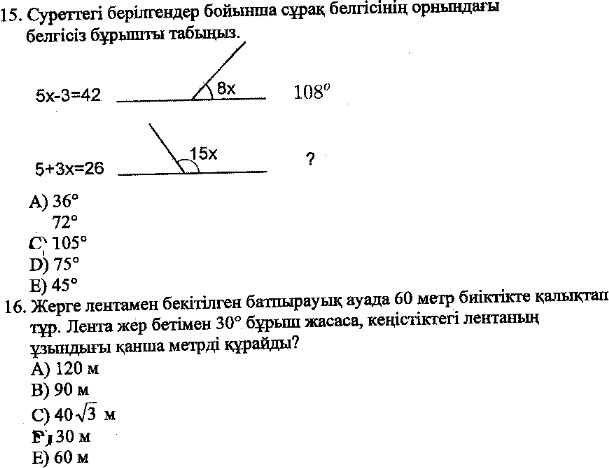 15. Суреттегі берілгендер бойынша сұрақ белгісінің орнындағы
белгісіз бұрышты табыңыз.
5x-3=42 8x 108°
5+3x=26 15x ?
A) 36°
72°
C) 105°
D) 75°
E) 45°
16. Жерге лентамен бекітілген батпырауық ауада 60 метр биіктікте қалықтап
тұр. Лента жер бетімен 30° бұрыш жасаса, кеңістіктегі лентаның
ұзындығы қанша метрді құрайды?
A) 120 м
B) 90 м
C) 40√3 м
30 м
E) 60 м